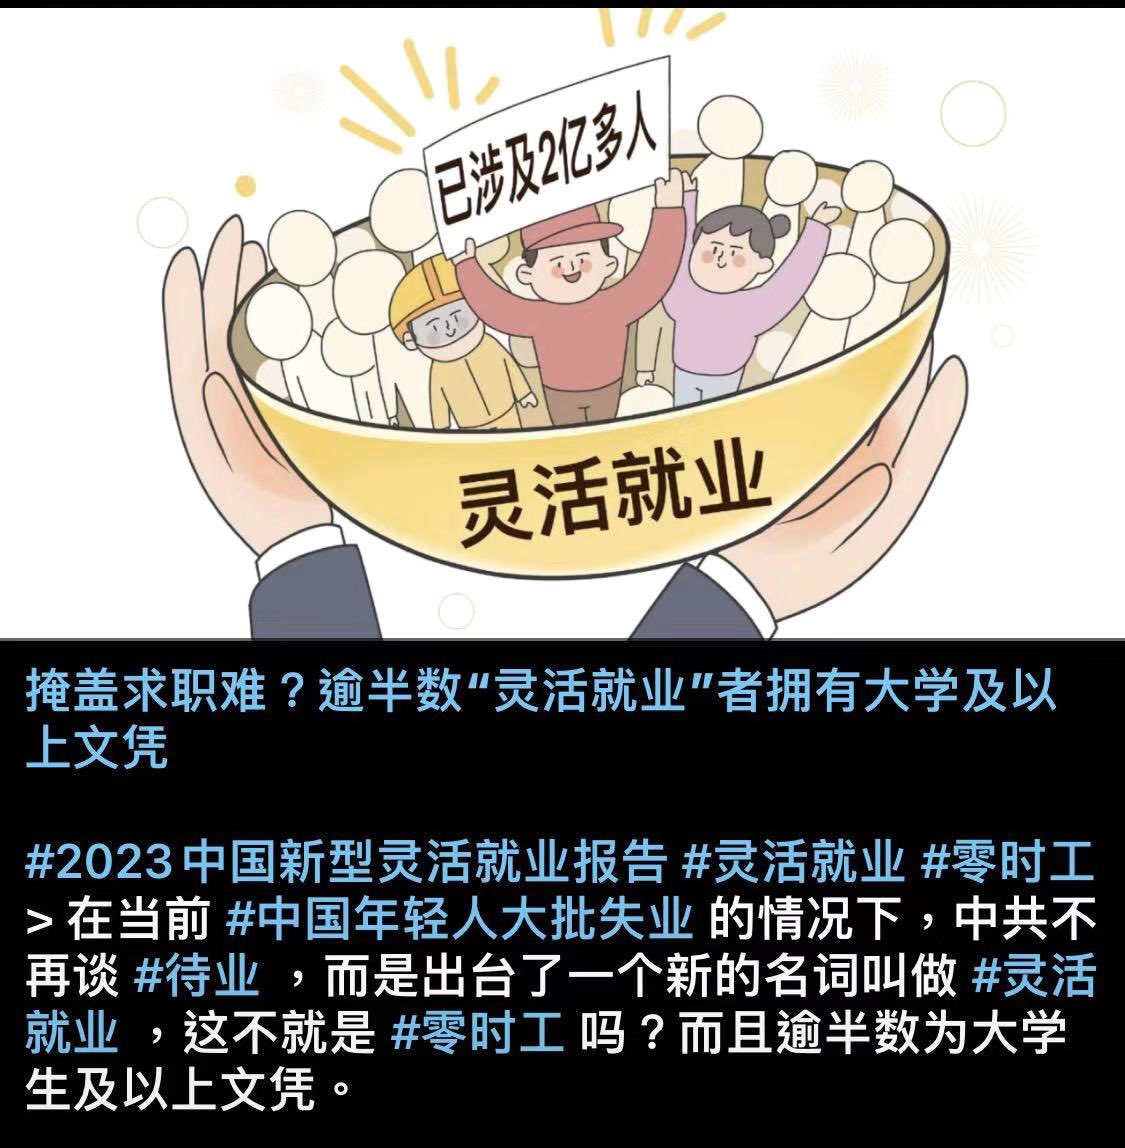 已涉及2亿多人
灵活就业
掩盖求职难？逾半数“灵活就业”者拥有大学及以
上文凭
#2023中国新型灵活就业报告 #灵活就业 #零时工
> 在当前 #中国年轻人大批失业 的情况下，中共不
再谈 #待业 ，而是出台了一个新的名词叫做 #灵活
就业 ，这不就是 #零时工 吗？而且逾半数为大学
生及以上文凭。